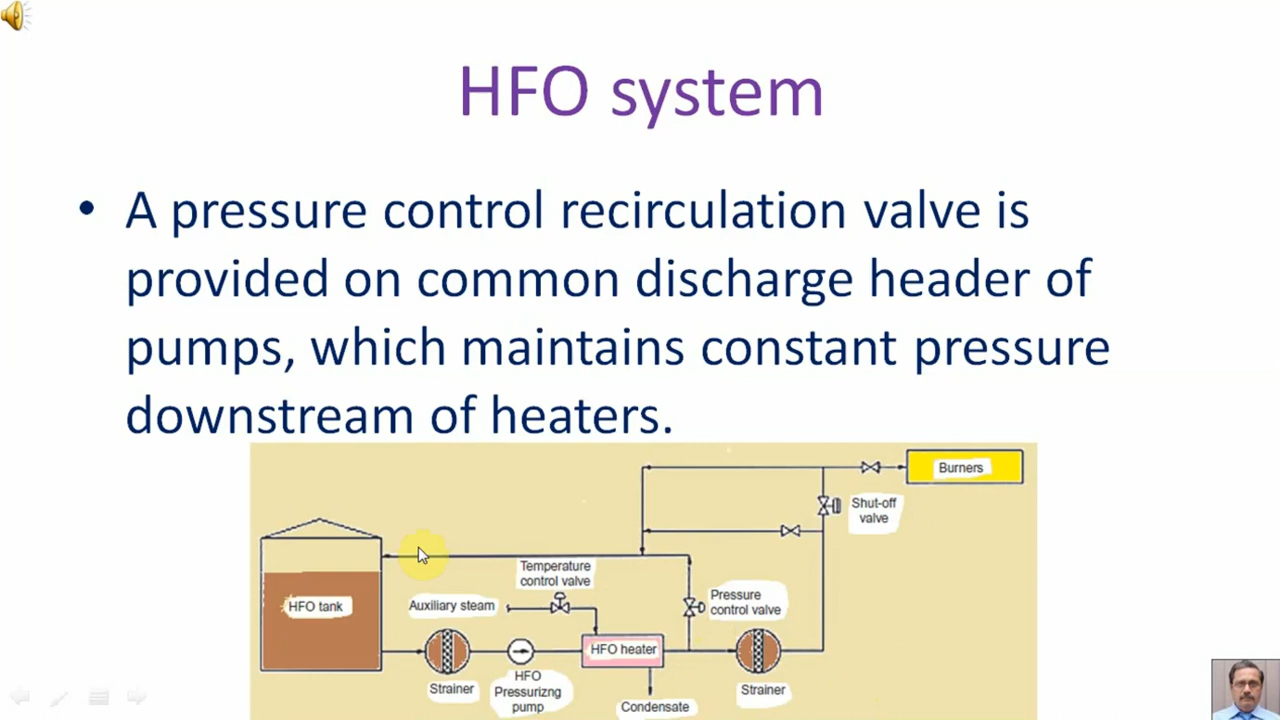 HFO system
• A pressure control recirculation valve is
provided on common discharge header of
pumps, which maintains constant pressure
downstream of heaters.
Burners
Shut-off
valve
Temperature
control valve
Pressure
control valve
HFO tank
Auxiliary steam
HFO heater
Strainer
HFO
Pressurizng
pump
Condensate
Strainer